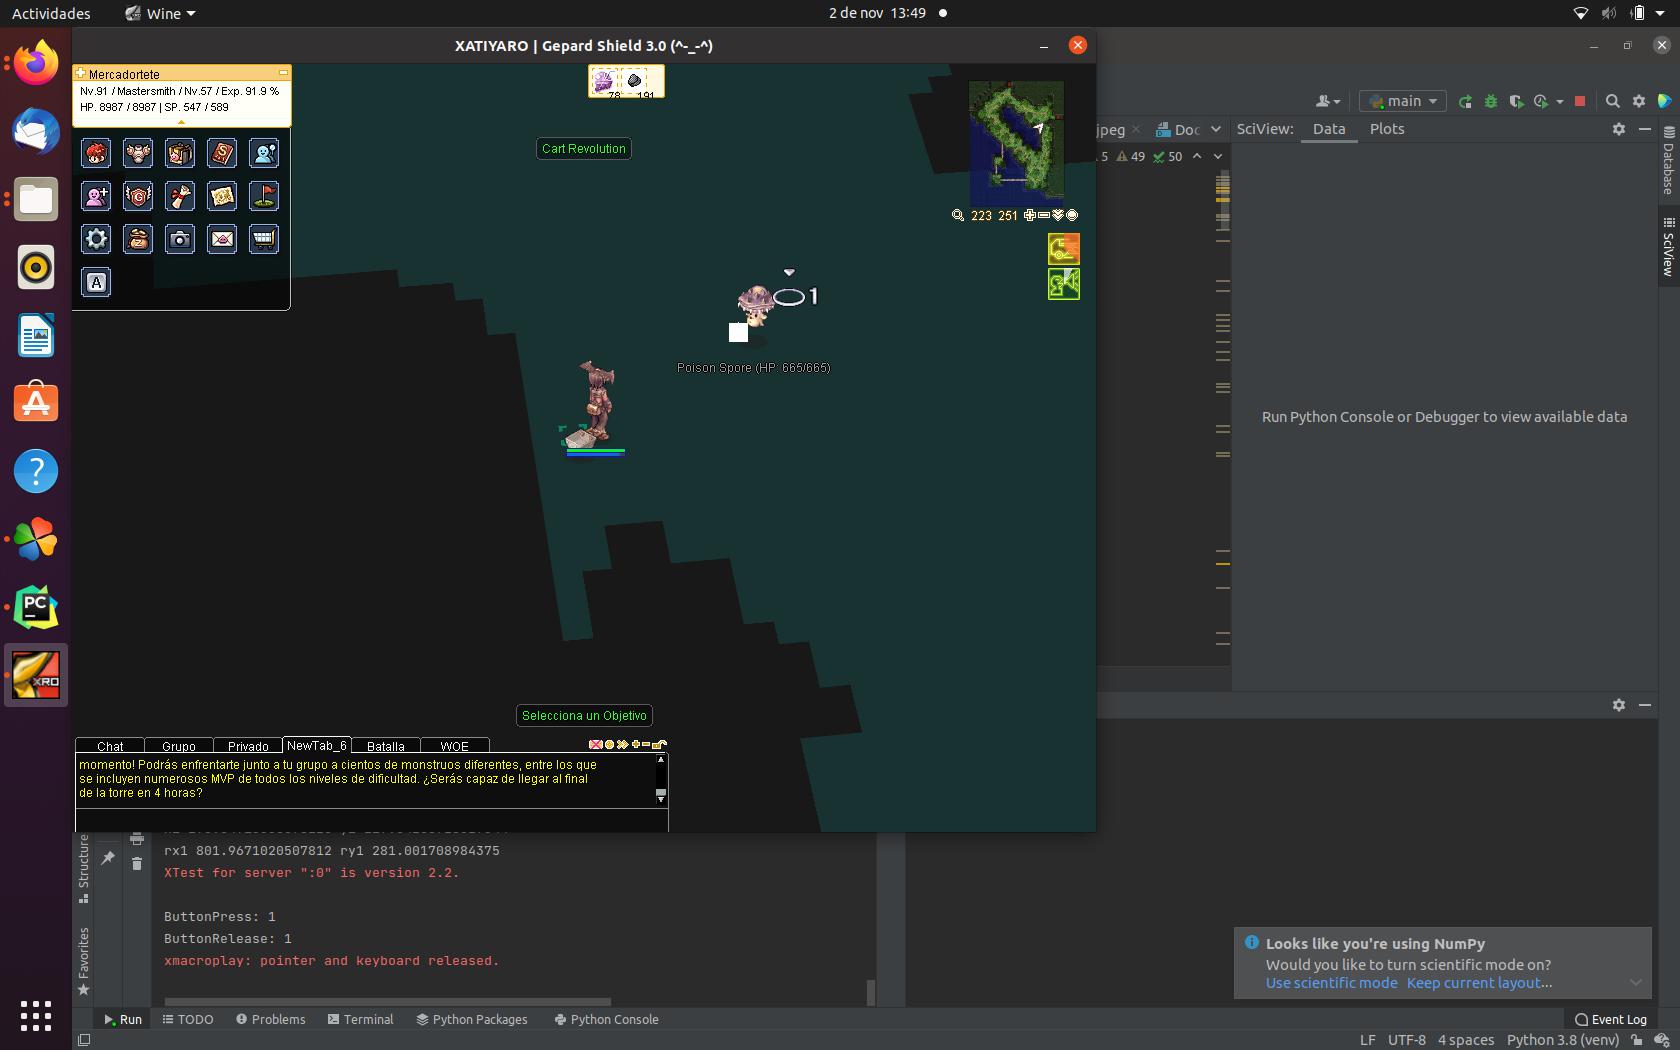 Actividades
Wine
2 de nov 13:49
XATIYARO | Gepard Shield 3.0 (^-_-^)
Mercadortete
Nv.91 / Mastersmith / Nv.57 / Exp. 91.9 %
HP. 8987 / 8987 | SP. 547 / 589
78 191
Cart Revolution
A
223 251
1
Poison Spore (HP: 665/665)
Selecciona un Objetivo
Chat Grupo Privado NewTab_6 Batalla WOE
momento! Podrás enfrentarte junto a tu grupo a cientos de monstruos diferentes, entre los que
se incluyen numerosos MVP de todos los niveles de dificultad. ¿Serás capaz de llegar al final
de la torre en 4 horas?
main
jpeg
Doc
SciView: Data Plots
5 49 50
Database
SciView
Run Python Console or Debugger to view available data
PC
XRO
rx1 801.9671020507812 ry1 281.001708984375
XTest for server ":0" is version 2.2.
ButtonPress: 1
ButtonRelease: 1
xmacroplay: pointer and keyboard released.
Structure
Favorites
Looks like you're using NumPy
Would you like to turn scientific mode on?
Use scientific mode Keep current layout...
Run TODO Problems Terminal Python Packages Python Console
Event Log
LF UTF-8 4 spaces Python 3.8 (venv)